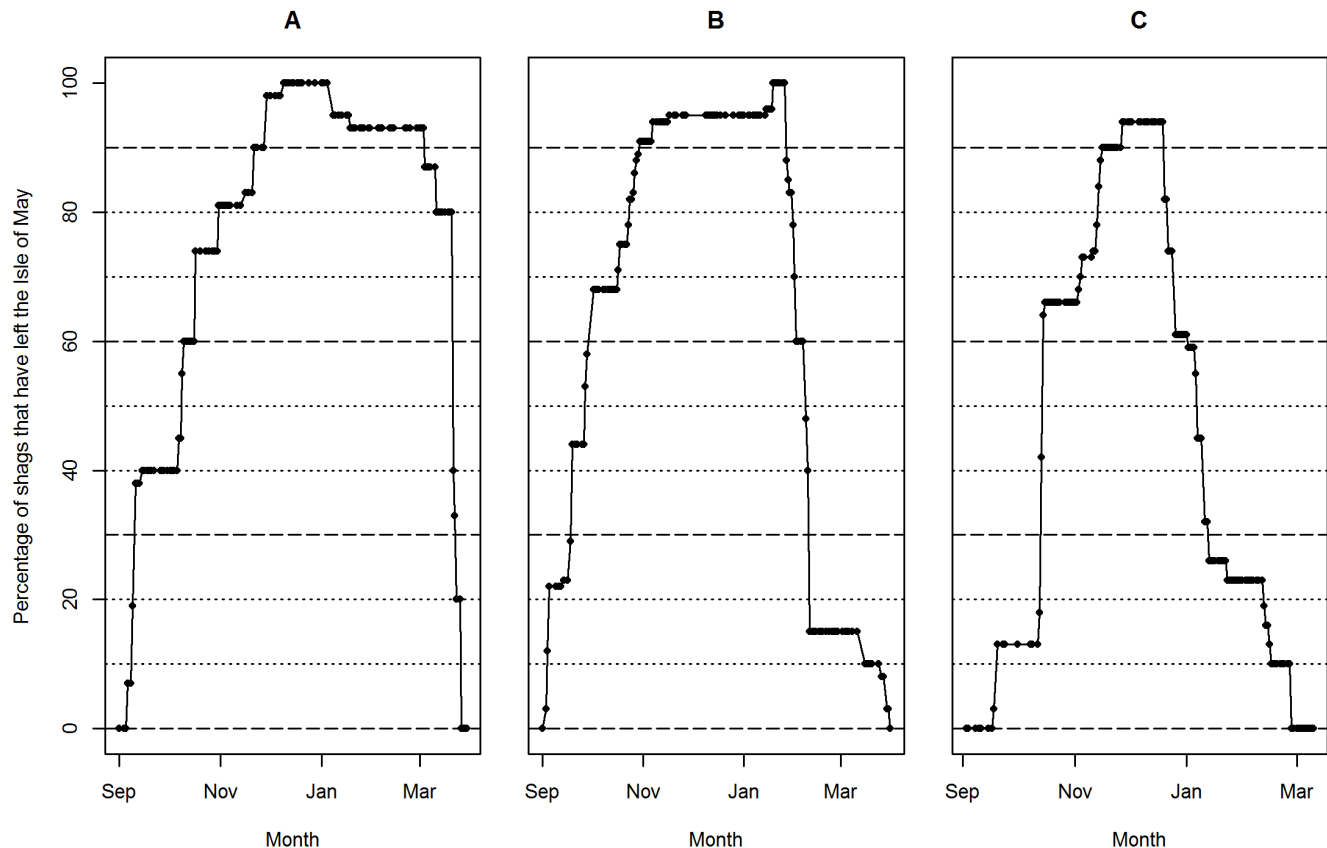 A B C
Percentage of shags that have left the Isle of May
100
80
60
40
20
0
Sep Nov Jan Mar Sep Nov Jan Mar Sep Nov Jan Mar
Month Month Month